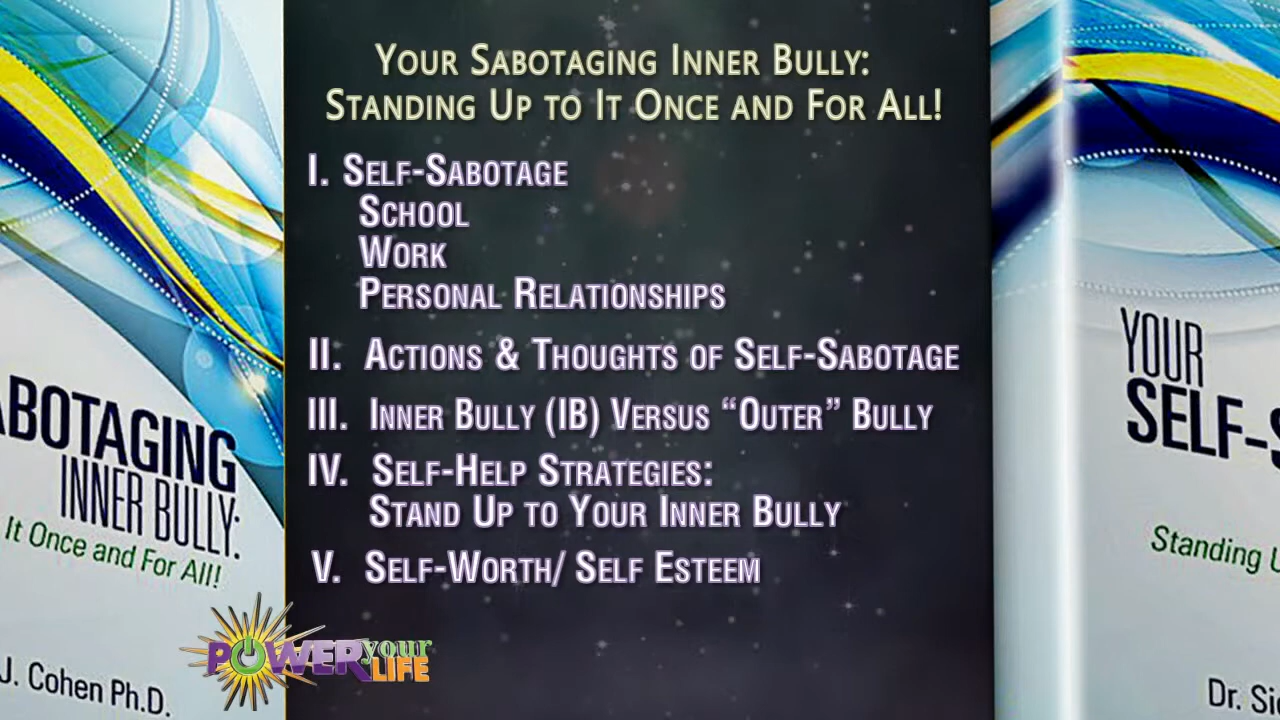 Your Sabotaging Inner Bully:
Standing Up to It Once and For All!
I. Self-Sabotage
School
Work
Personal Relationships
II. Actions & Thoughts of Self-Sabotage
III. Inner Bully (IB) Versus “Outer” Bully
IV. Self-Help Strategies:
Stand Up to Your Inner Bully
V. Self-Worth/ Self Esteem
INNER BULLY:
It Once and For All!
J. Cohen Ph.D.
POWER your
LIFE
YOUR
SELF-
Standing
Dr.